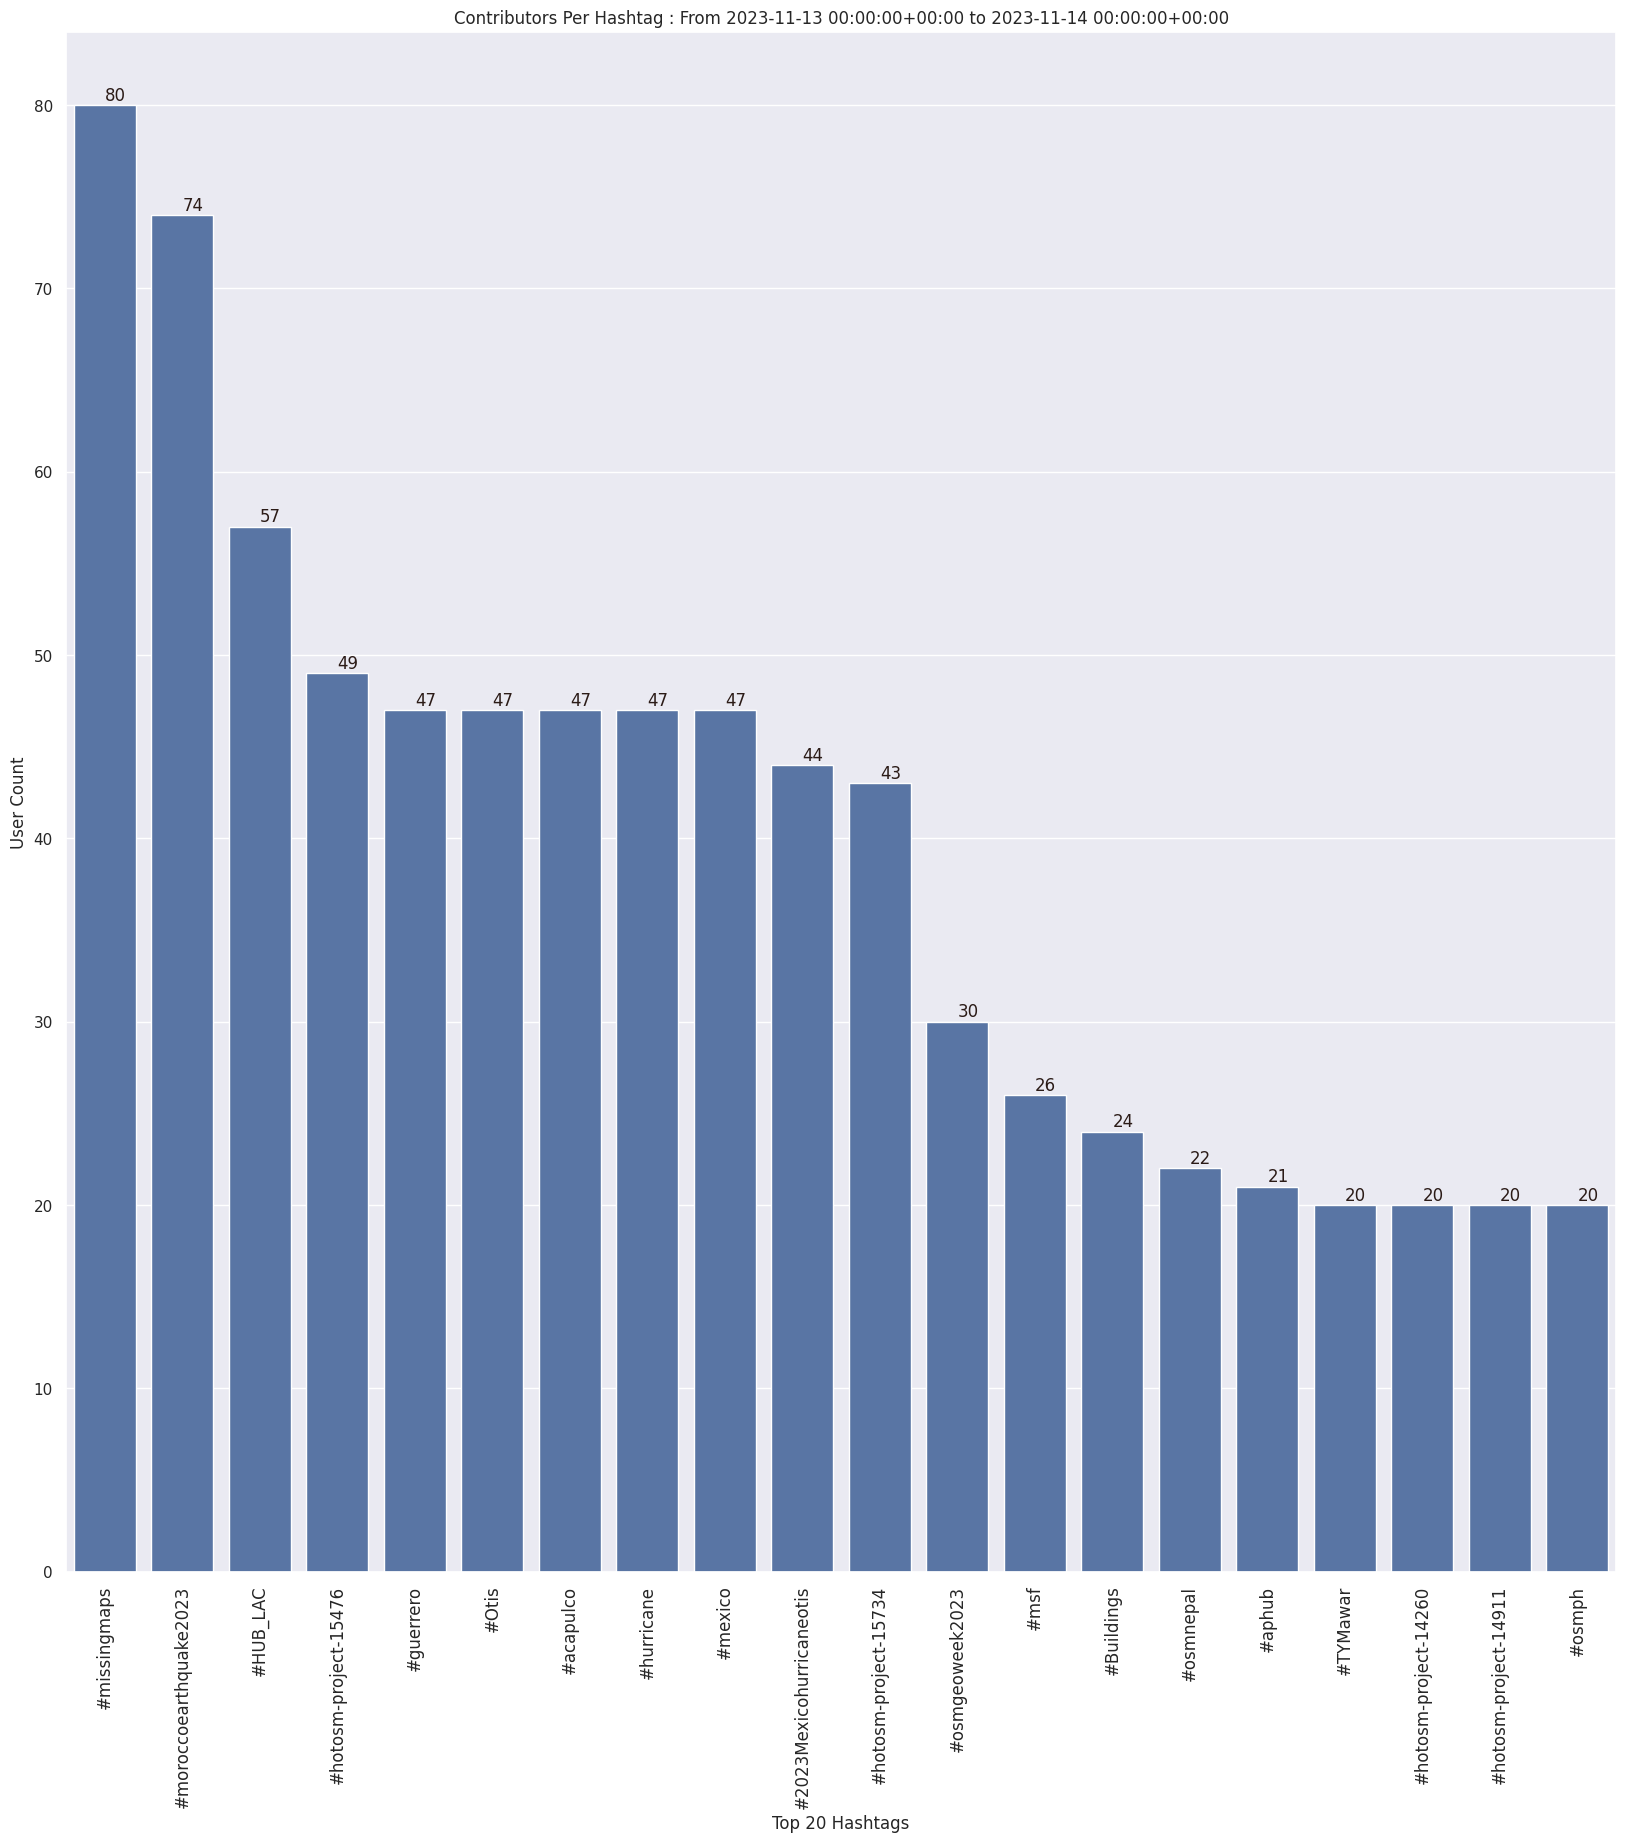 Contributors Per Hashtag : From 2023-11-13 00:00:00+00:00 to 2023-11-14 00:00:00+00:00
User Count
80
70
60
50
40
30
20
10
0
80
74
57
49
47
47
47
47
47
44
43
30
26
24
22
21
20
20
20
20
#missingmaps
#moroccoearthquake2023
#HUB_LAC
#hotosm-project-15476
#guerrero
#Otis
#acapulco
#hurricane
#mexico
#2023Mexicohurricaneotis
#hotosm-project-15734
#osmgeoweek2023
#msf
#Buildings
#osmnepal
#aphub
#TYMawar
#hotosm-project-14260
#hotosm-project-14911
#osmph
Top 20 Hashtags